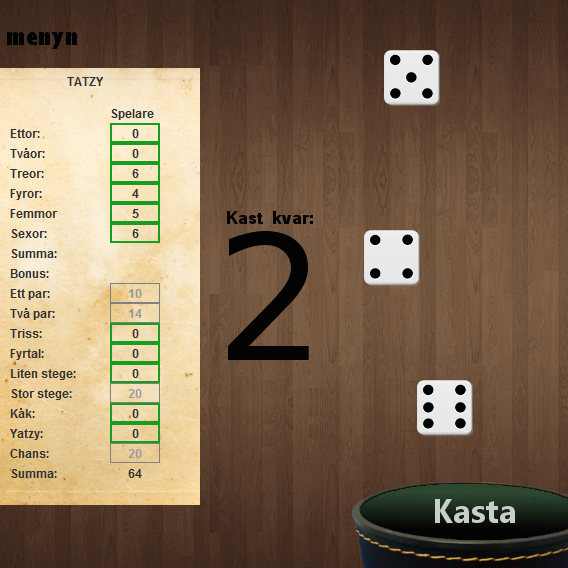 menyn
TATZY
Spelare
Ettor: 0
Tvåor: 0
Treor: 6
Fyror: 4
Femmor 5
Sexor: 6
Summa:
Bonus:
Ett par: 10
Två par: 14
Triss: 0
Fyrtal: 0
Liten stege: 0
Stor stege: 20
Kåk: 0
Yatzy: 0
Chans: 20
Summa: 64
Kast kvar:
2
Kasta